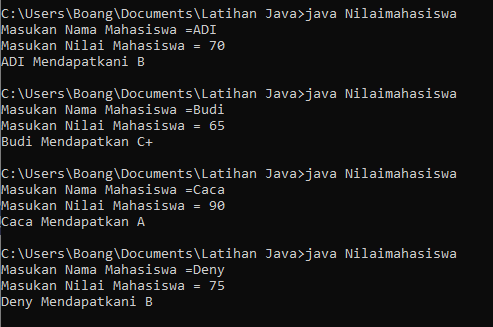 C:\Users\Boang\Documents\Latihan Java>java Nilaimahasiswa
Masukan Nama Mahasiswa =ADI
Masukan Nilai Mahasiswa = 70
ADI Mendapatkani B
C:\Users\Boang\Documents\Latihan Java>java Nilaimahasiswa
Masukan Nama Mahasiswa =Budi
Masukan Nilai Mahasiswa = 65
Budi Mendapatkan C+
C:\Users\Boang\Documents\Latihan Java>java Nilaimahasiswa
Masukan Nama Mahasiswa =Caca
Masukan Nilai Mahasiswa = 90
Caca Mendapatkan A
C:\Users\Boang\Documents\Latihan Java>java Nilaimahasiswa
Masukan Nama Mahasiswa =Deny
Masukan Nilai Mahasiswa = 75
Deny Mendapatkani B